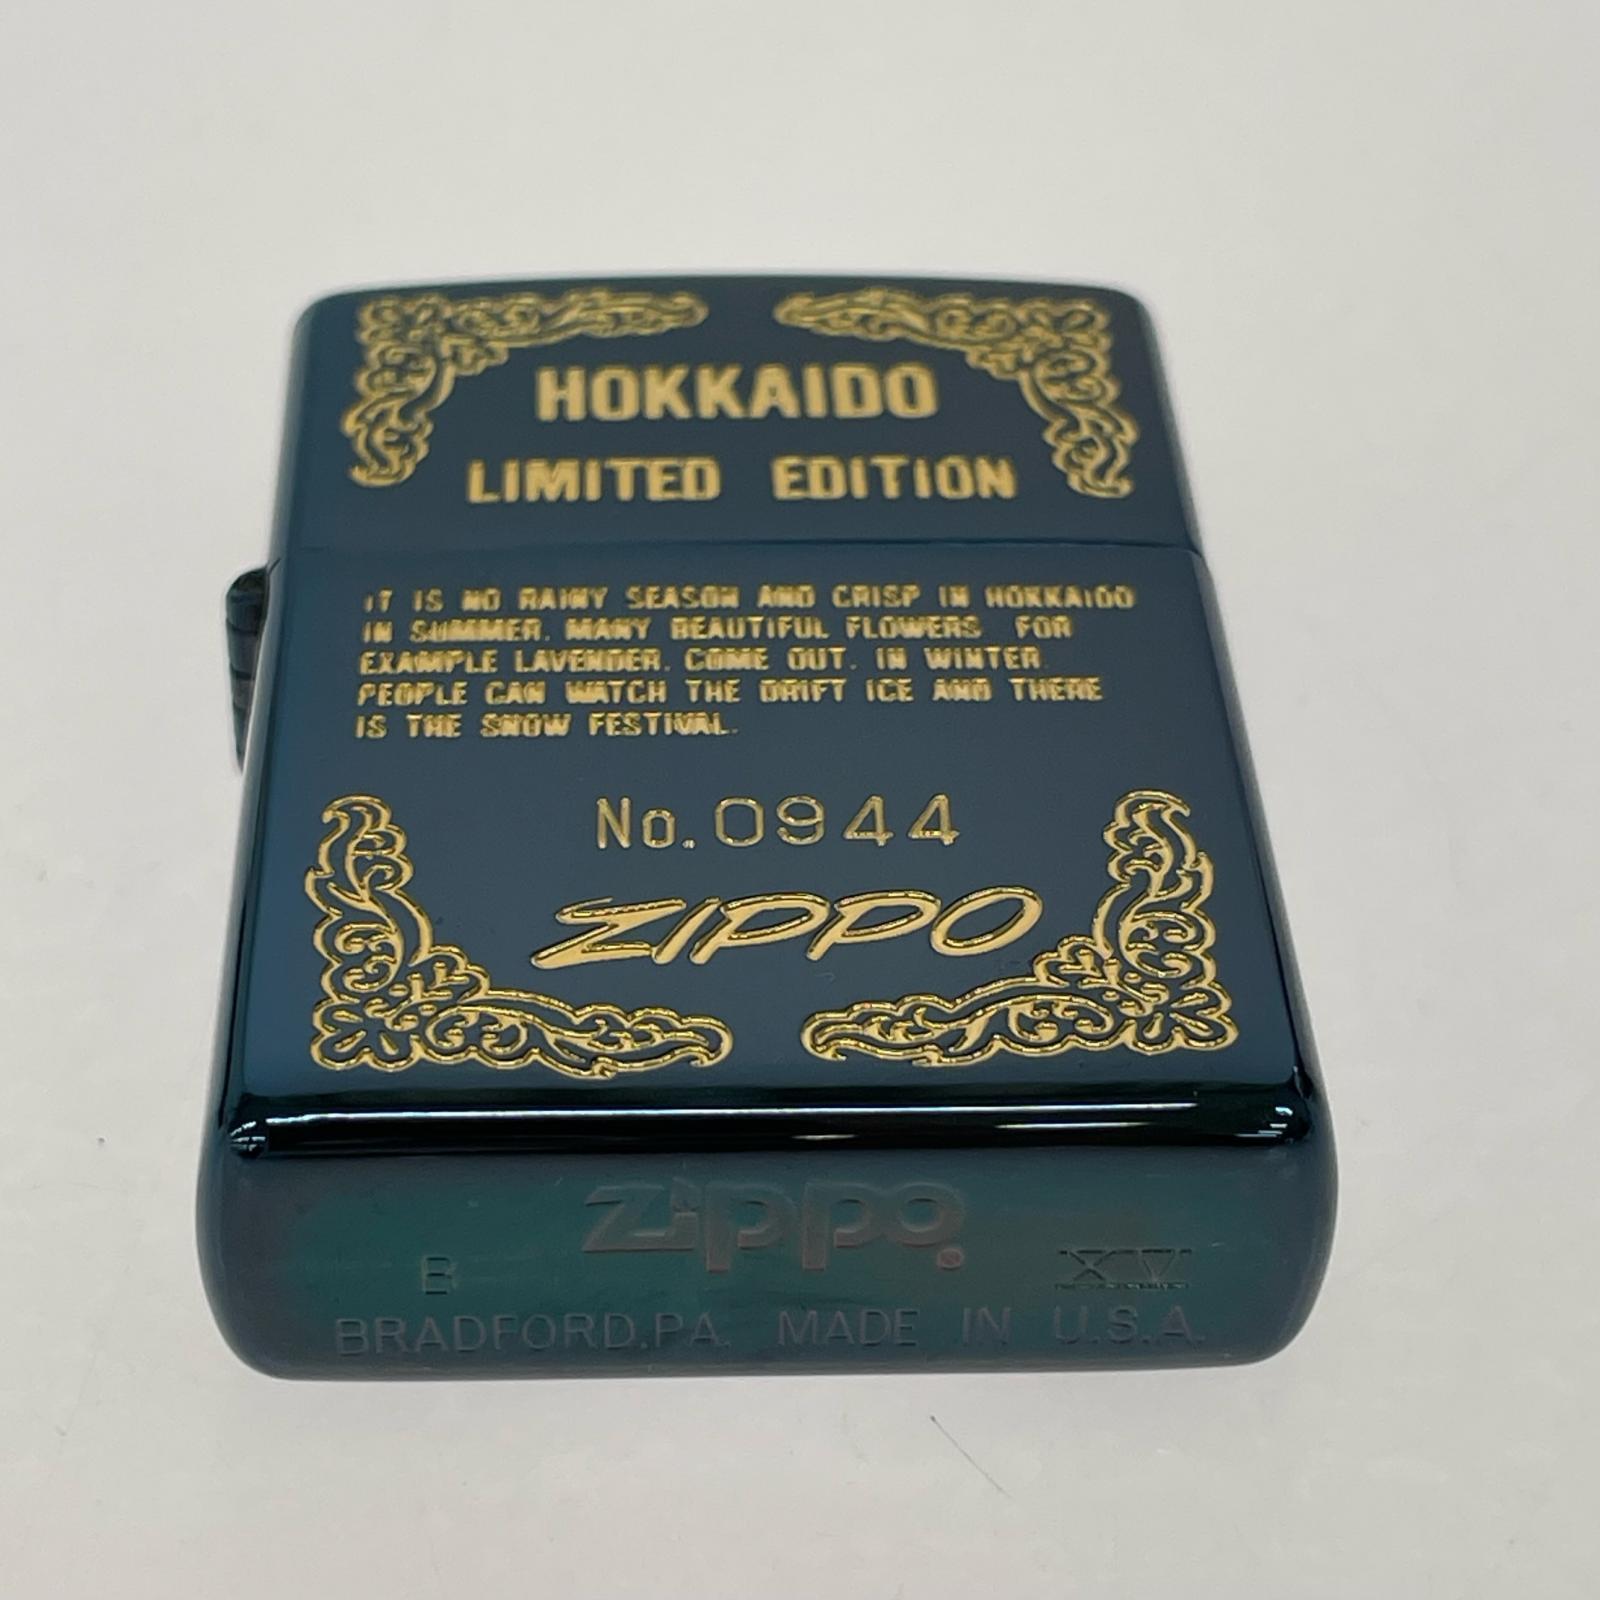 HOKKAIDO
LIMITED EDITION
IT IS NO RAINY SEASON AND CRISP IN HOKKAIDO
IN SUMMER. MANY BEAUTIFUL FLOWERS FOR
EXAMPLE LAVENDER. COME OUT. IN WINTER
PEOPLE CAN WATCH THE DRIFT ICE AND THERE
IS THE SNOW FESTIVAL.
No. 0944
ZIPPO
zippo
B XV
BRADFORD,PA. MADE IN U.S.A.